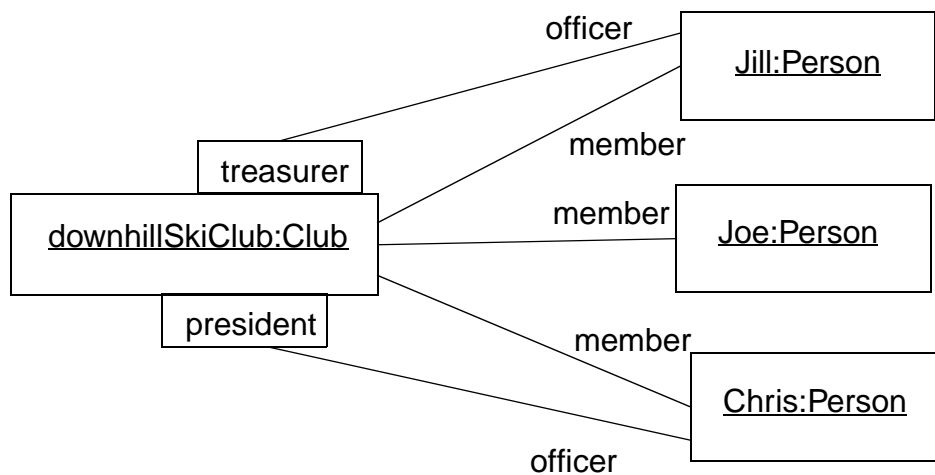 officer
Jill:Person
member
treasurer
member
downhillSkiClub:Club
Joe:Person
president
member
Chris:Person
officer